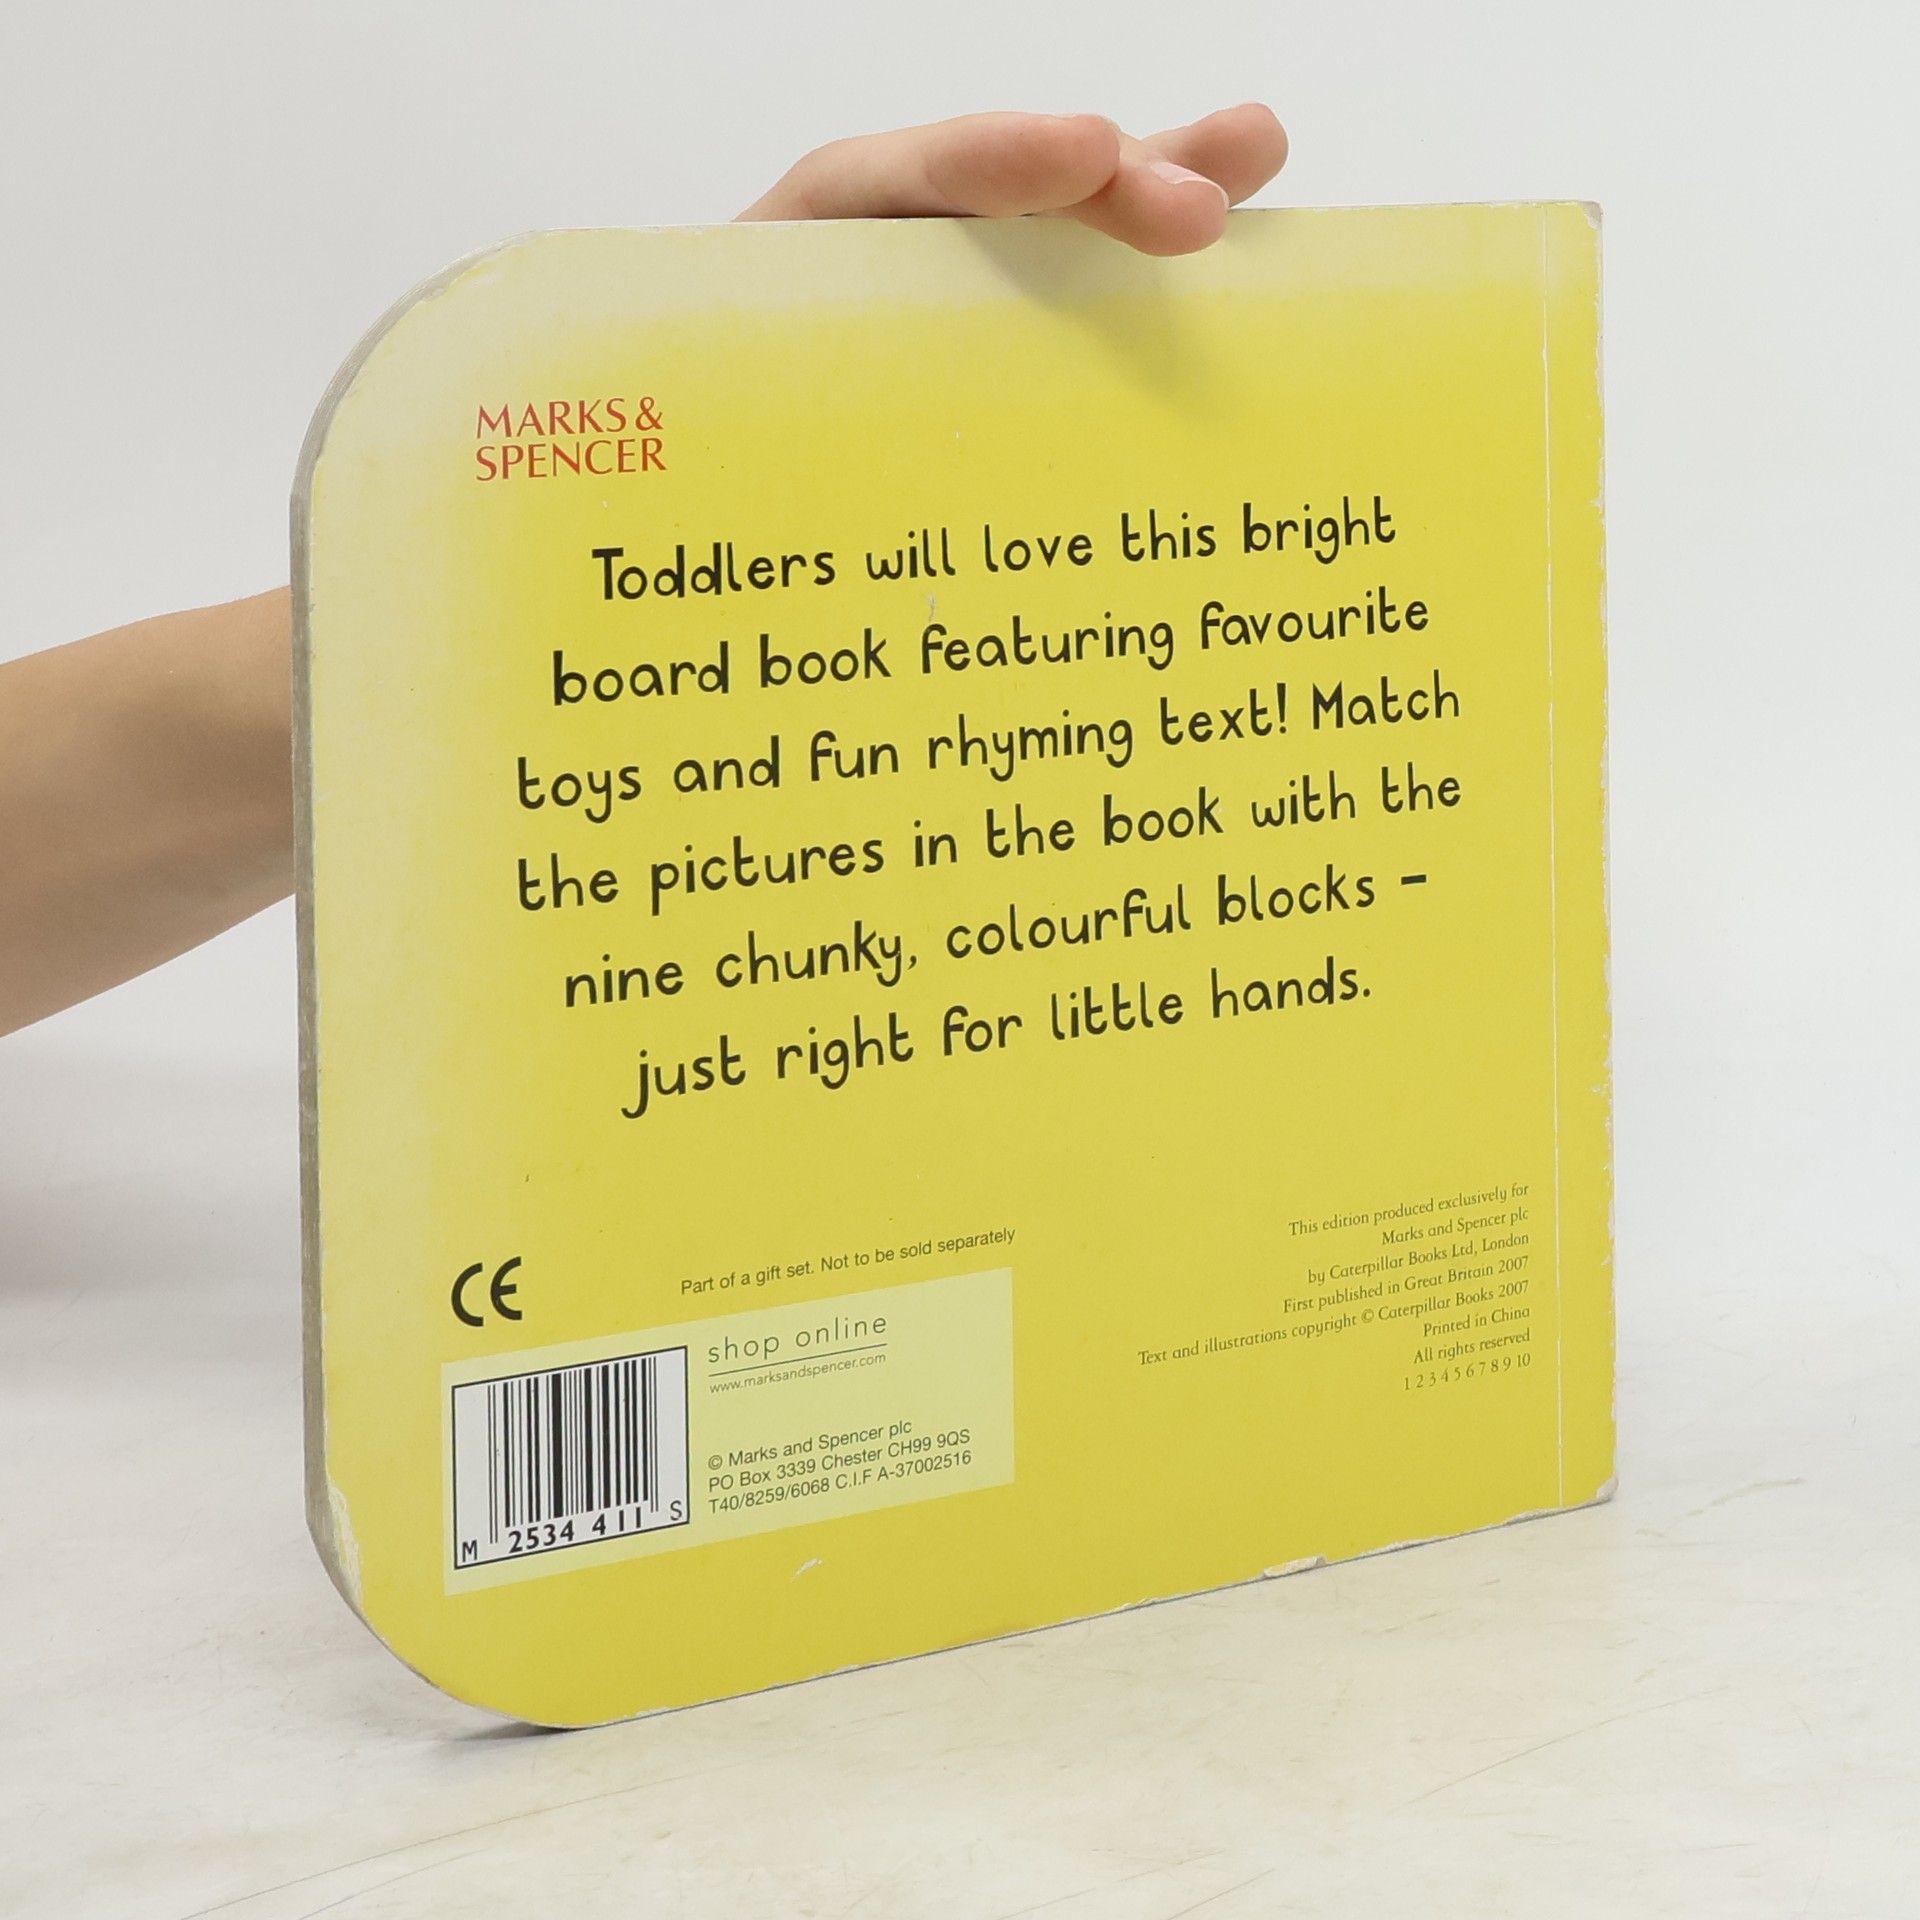 MARKS &
SPENCER
Toddlers will love this bright
board book featuring favourite
toys and fun rhyming text! Match
the pictures in the book with the
nine chunky, colourful blocks –
just right for little hands.
CE
Part of a gift set. Not to be sold separately
shop online
www.marksandspencer.com
© Marks and Spencer plc
PO Box 3339 Chester CH99 9QS
T40/8259/6068 C.I.F A-37002516
M 2534 411 S
This edition produced exclusively for
Marks and Spencer plc
by Caterpillar Books Ltd, London
First published in Great Britain 2007
Text and illustrations copyright © Caterpillar Books 2007
Printed in China
All rights reserved
1 2 3 4 5 6 7 8 9 10